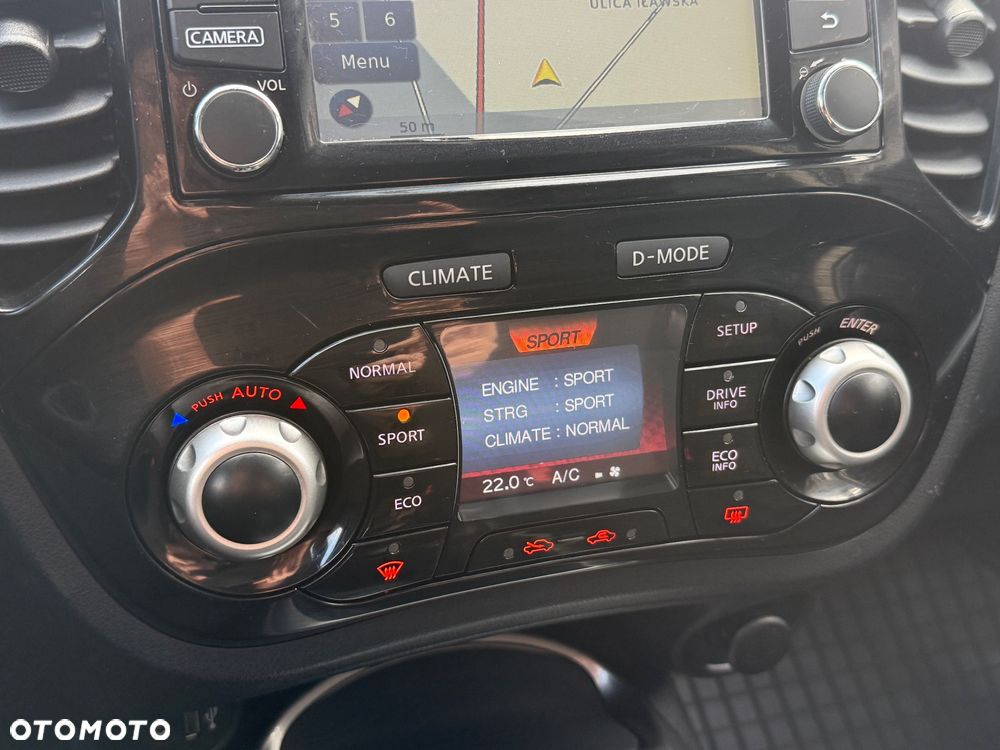 ULICA IŁAWSKA
5 6
CAMERA
Menu
VOL
50 m
CLIMATE
D-MODE
SPORT
SETUP
PUSH ENTER
NORMAL
ENGINE : SPORT
DRIVE
INFO
PUSH AUTO
STRG : SPORT
SPORT
CLIMATE : NORMAL
ECO
INFO
22.0 °C A/C
ECO
OTOMOTO